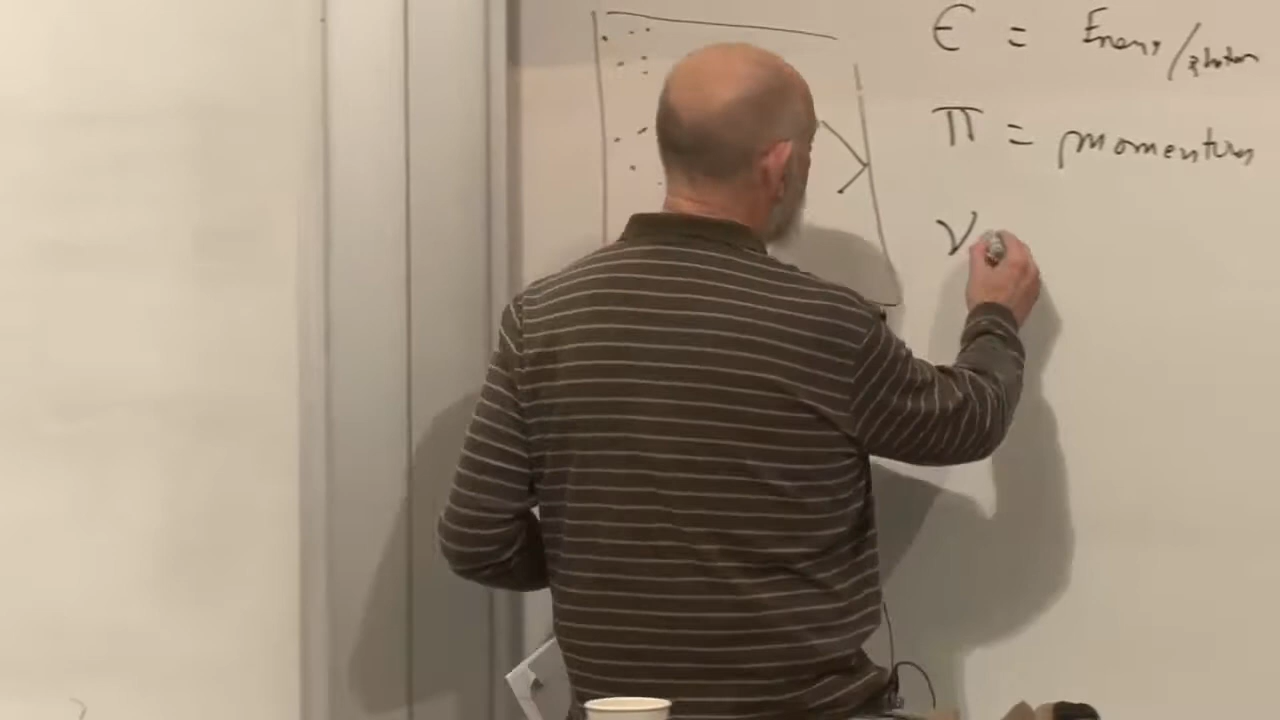 ϵ = Energy/photon
π = momentum
ν